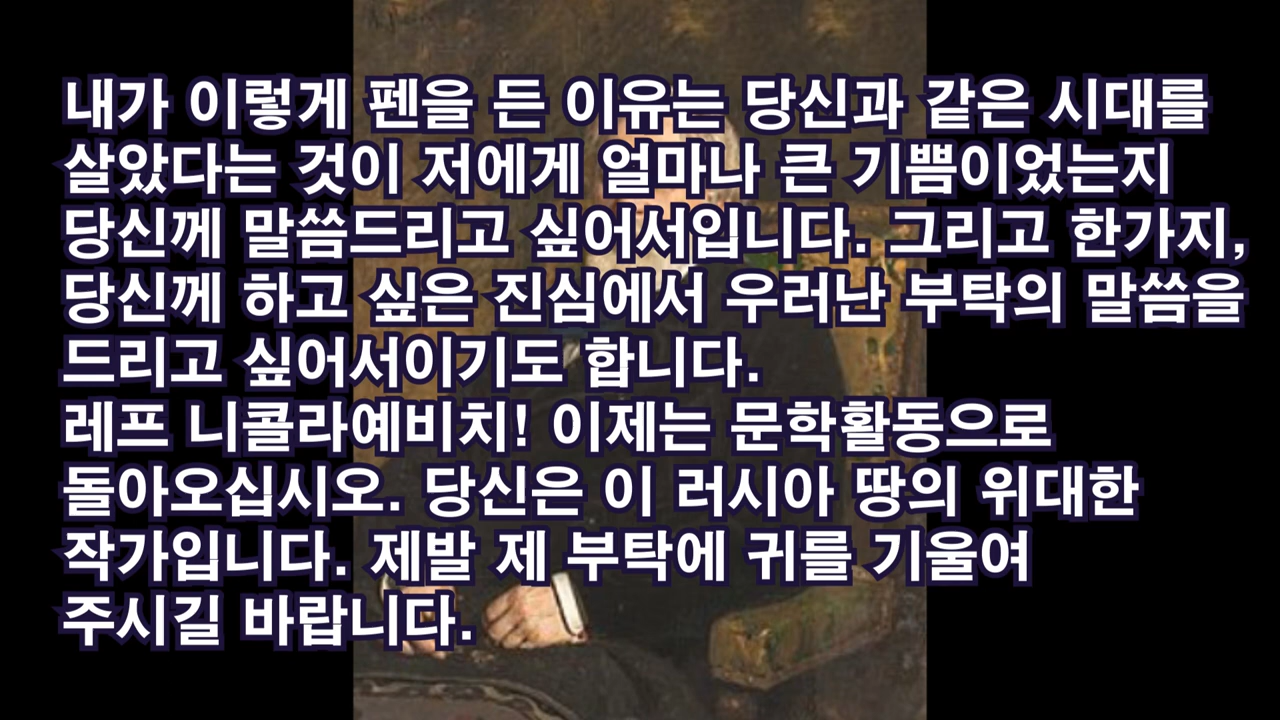 내가 이렇게 펜을 든 이유는 당신과 같은 시대를
살았다는 것이 저에게 얼마나 큰 기쁨이었는지
당신께 말씀드리고 싶어서입니다. 그리고 한가지,
당신께 하고 싶은 진심에서 우러난 부탁의 말씀을
드리고 싶어서이기도 합니다.
레프 니콜라예비치! 이제는 문학활동으로
돌아오십시오. 당신은 이 러시아 땅의 위대한
작가입니다. 제발 제 부탁에 귀를 기울여
주시길 바랍니다.